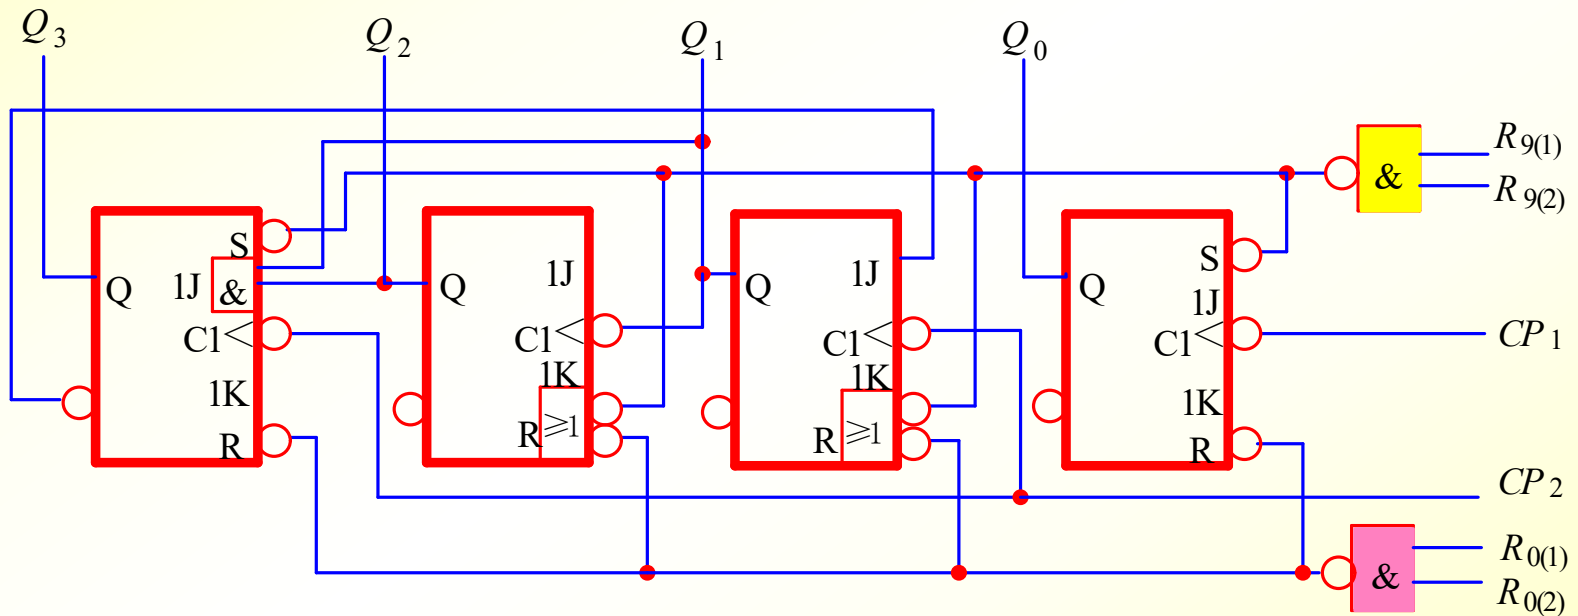 Q3 Q2 Q1 Q0
R9(1)
& R9(2)
S 1J S
Q 1J & Q Q 1J Q 1J
C1 C1 C1 C1 CP1
1K 1K 1K 1K
R R ≥1 R ≥1 R
CP2
R0(1)
& R0(2)